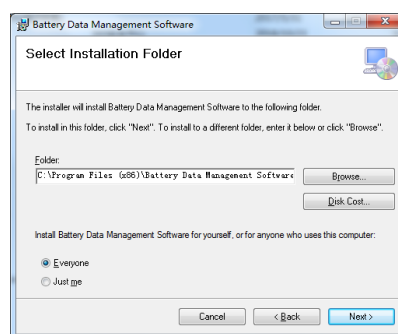 Battery Data Management Software
Select Installation Folder
The installer will install Battery Data Management Software to the following folder.
To install in this folder, click "Next". To install to a different folder, enter it below or click "Browse".
Folder:
C:\Program Files (x86)\Battery Data Management Software
Browse...
Disk Cost...
Install Battery Data Management Software for yourself, or for anyone who uses this computer:
Everyone
Just me
Cancel
< Back
Next >